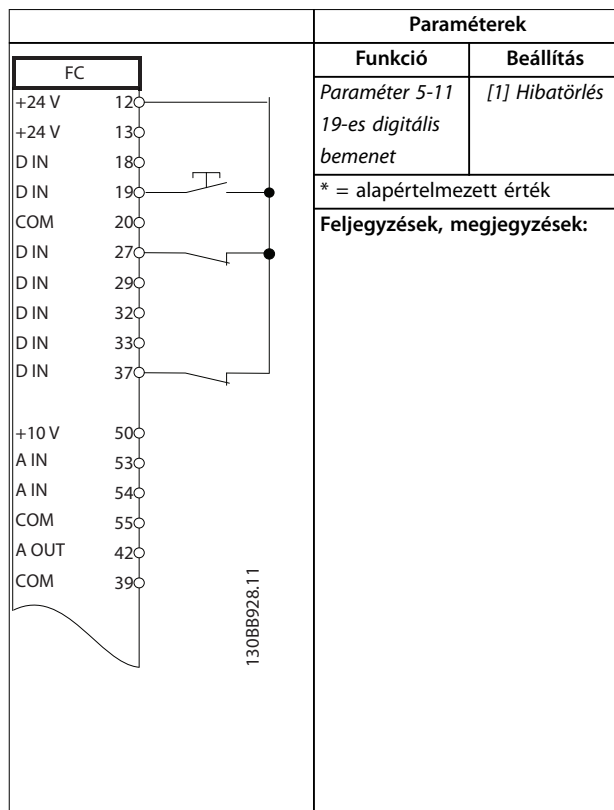 Paraméterek
Funkció Beállítás
Paraméter 5-11 [1] Hibatörlés
19-es digitális
bemenet
* = alapértelmezett érték
Feljegyzések, megjegyzések:
FC
+24 V 12
+24 V 13
D IN 18
D IN 19
COM 20
D IN 27
D IN 29
D IN 32
D IN 33
D IN 37
+10 V 50
A IN 53
A IN 54
COM 55
A OUT 42
COM 39
130BB928.11